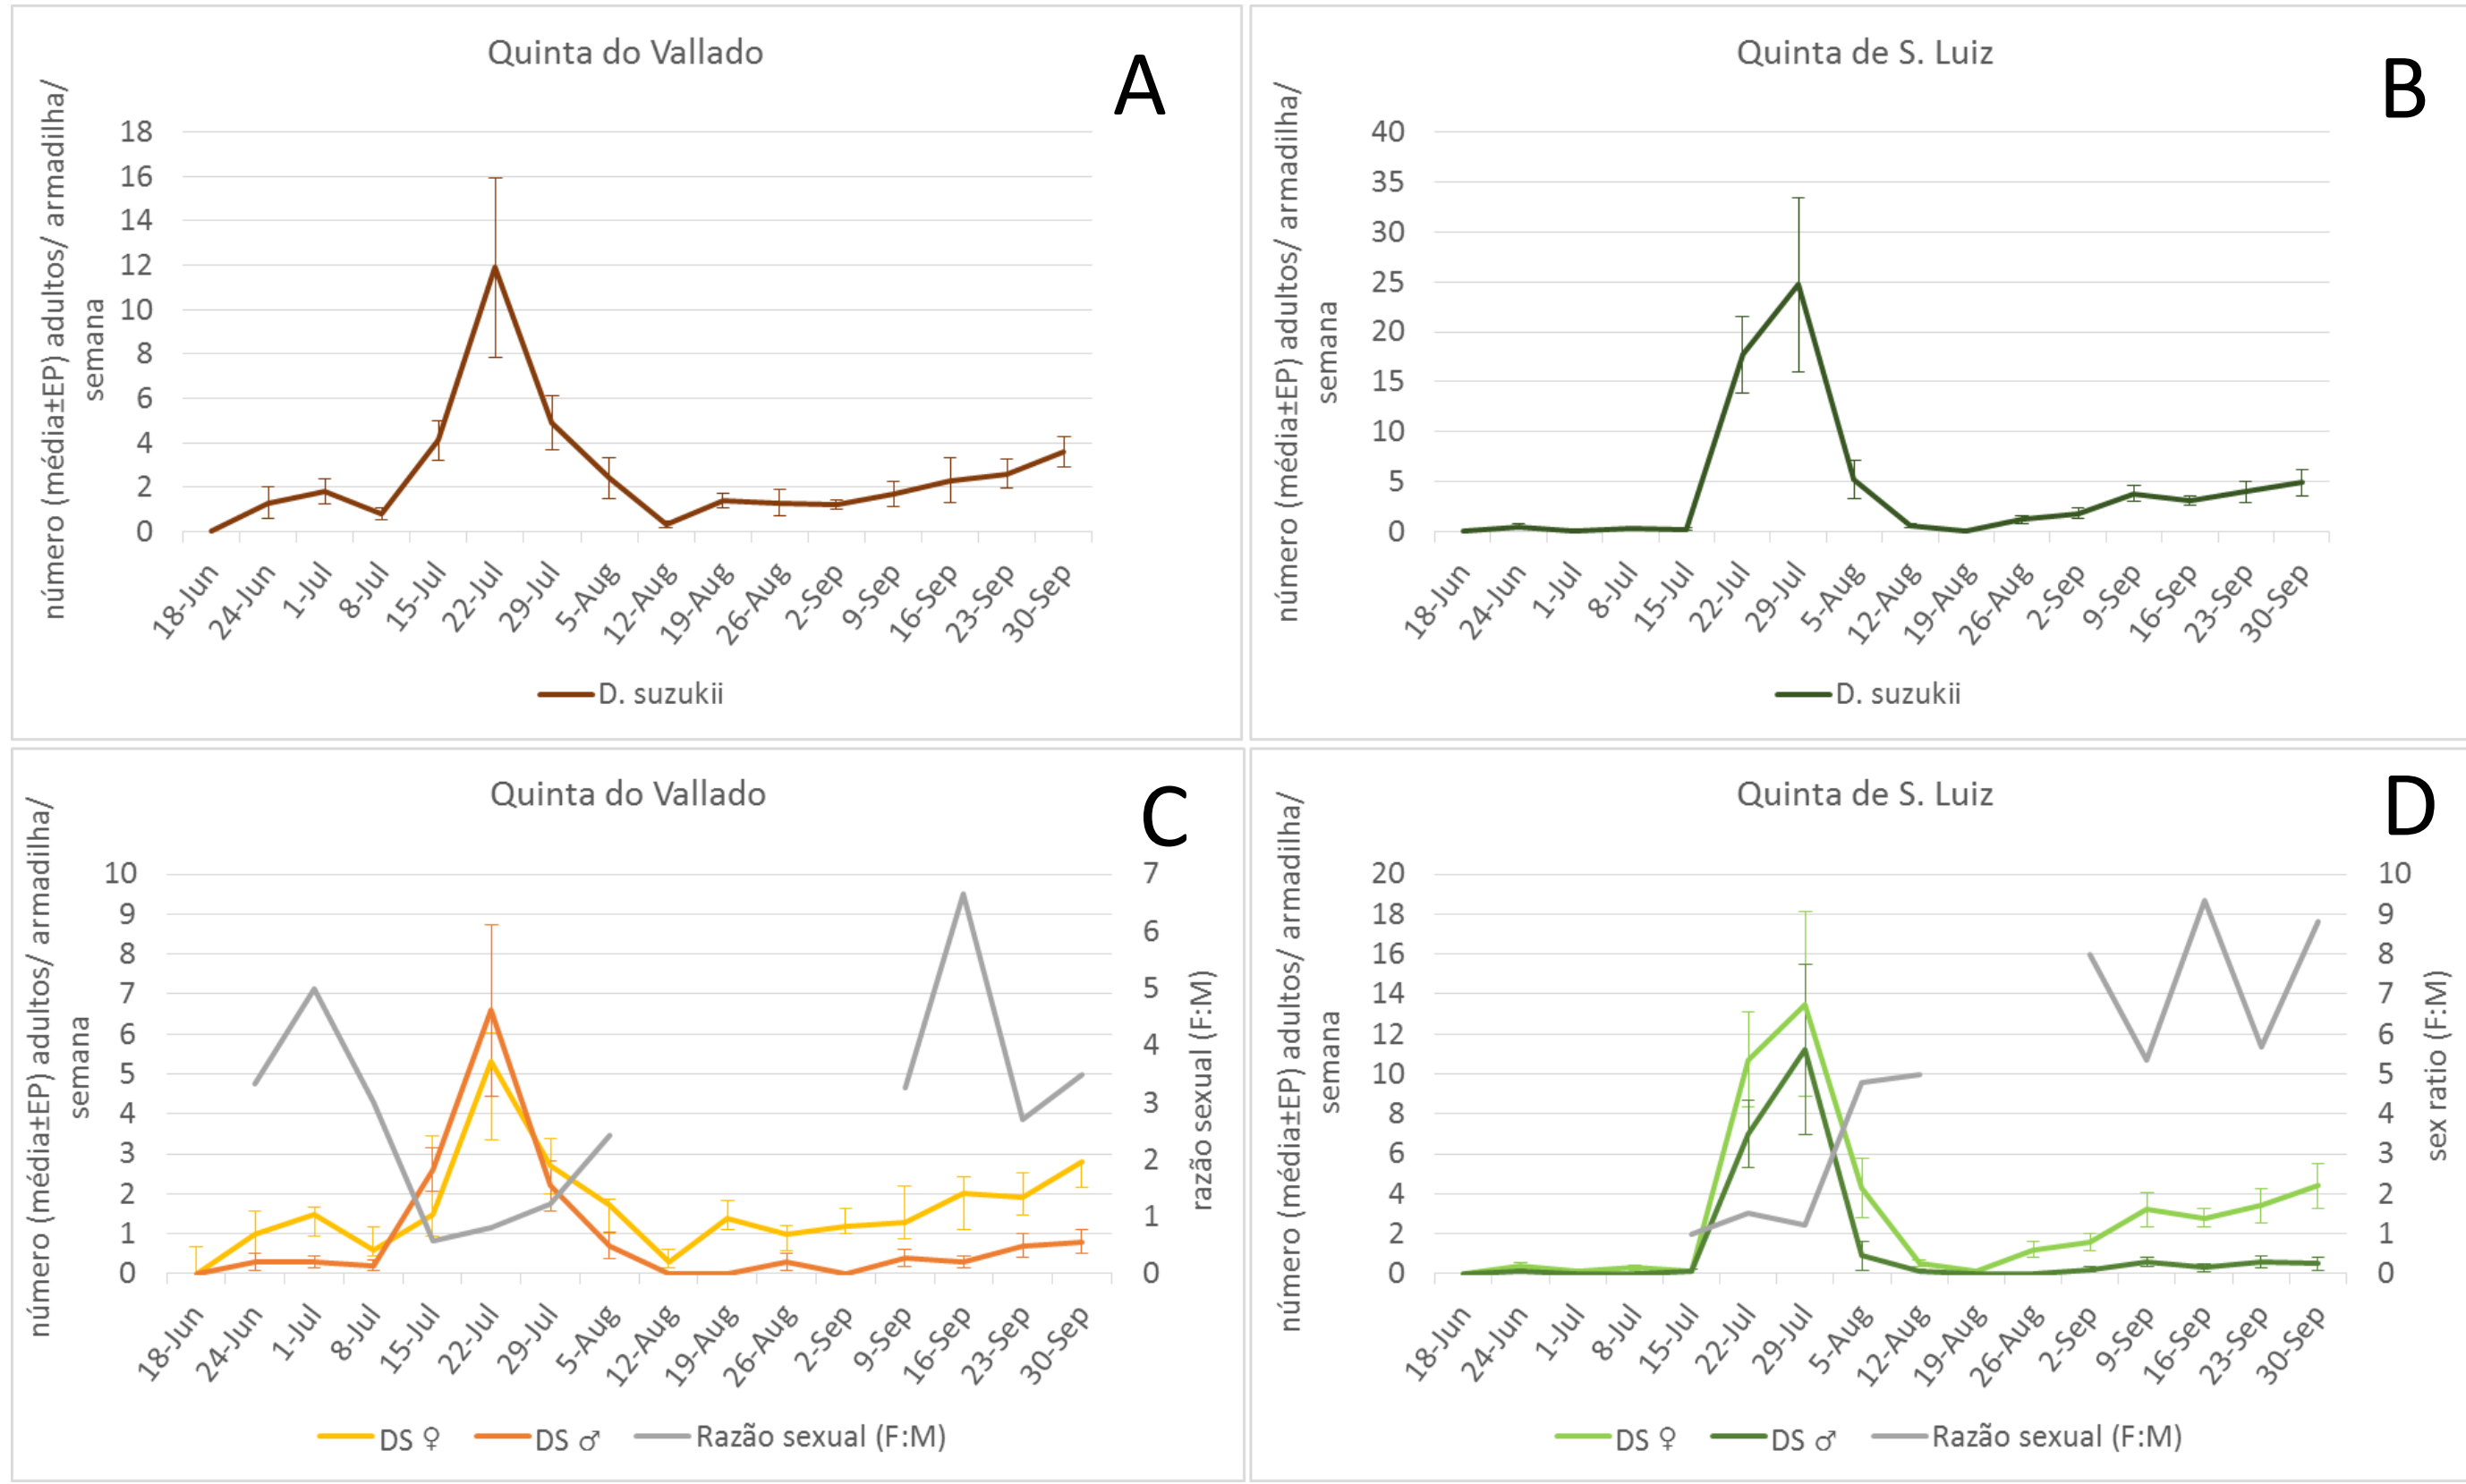 Quinta do Vallado
A
número (média±EP) adultos/ armadilha/
semana
18
16
14
12
10
8
6
4
2
0
18-Jun
24-Jun
1-Jul
8-Jul
15-Jul
22-Jul
29-Jul
5-Aug
12-Aug
19-Aug
26-Aug
2-Sep
9-Sep
16-Sep
23-Sep
30-Sep
D. suzukii
Quinta de S. Luiz
B
número (média±EP) adultos/ armadilha/
semana
40
35
30
25
20
15
10
5
0
18-Jun
24-Jun
1-Jul
8-Jul
15-Jul
22-Jul
29-Jul
5-Aug
12-Aug
19-Aug
26-Aug
2-Sep
9-Sep
16-Sep
23-Sep
30-Sep
D. suzukii
Quinta do Vallado
C
número (média±EP) adultos/ armadilha/
semana
10
9
8
7
6
5
4
3
2
1
0
7
6
5
4
3
2
1
0
razão sexual (F:M)
18-Jun
24-Jun
1-Jul
8-Jul
15-Jul
22-Jul
29-Jul
5-Aug
12-Aug
19-Aug
26-Aug
2-Sep
9-Sep
16-Sep
23-Sep
30-Sep
DS ♀
DS ♂
Razão sexual (F:M)
Quinta de S. Luiz
D
número (média±EP) adultos/ armadilha/
semana
20
18
16
14
12
10
8
6
4
2
0
10
9
8
7
6
5
4
3
2
1
0
sex ratio (F:M)
18-Jun
24-Jun
1-Jul
8-Jul
15-Jul
22-Jul
29-Jul
5-Aug
12-Aug
19-Aug
26-Aug
2-Sep
9-Sep
16-Sep
23-Sep
30-Sep
DS ♀
DS ♂
Razão sexual (F:M)